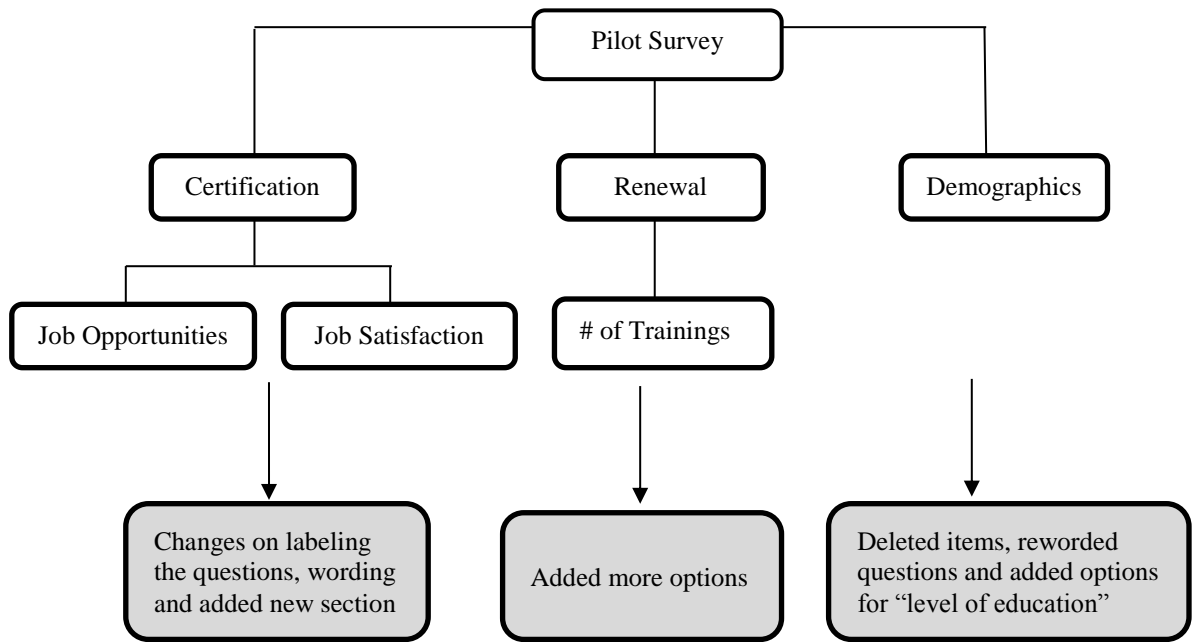 Pilot Survey
Certification
Renewal
Demographics
Job Opportunities
Job Satisfaction
# of Trainings
Changes on labeling
the questions, wording
and added new section
Added more options
Deleted items, reworded
questions and added options
for “level of education”